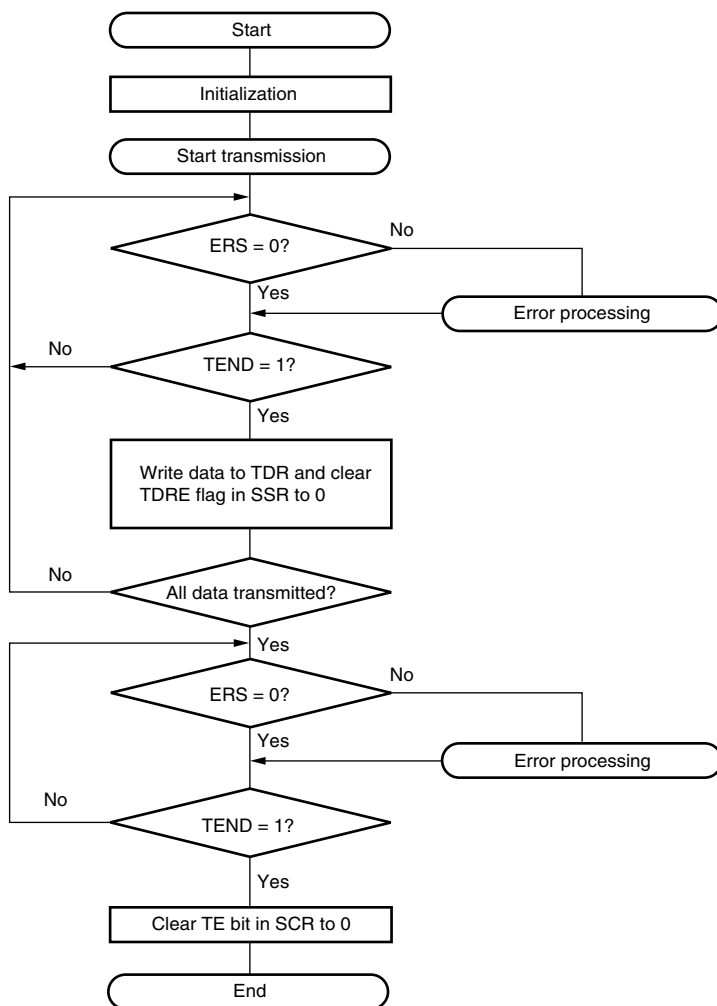 Start
Initialization
Start transmission
No
ERS = 0?
Yes
Error processing
No
TEND = 1?
Yes
Write data to TDR and clear
TDRE flag in SSR to 0
No
All data transmitted?
Yes
No
ERS = 0?
Yes
Error processing
No
TEND = 1?
Yes
Clear TE bit in SCR to 0
End